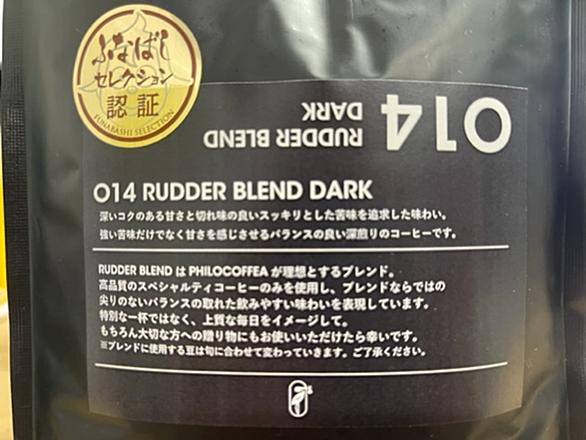 ふなばし
セレクション
認証
FUNABASHI SELECTION
014
RUDDER BLEND
DARK
014 RUDDER BLEND DARK
深いコクのある甘さと切れ味の良いスッキリとした苦味を追求した味わい。
強い苦味だけでなく甘さを感じさせるバランスの良い深煎りのコーヒーです。
RUDDER BLEND は PHILOCOFFEA が理想とするブレンド。
高品質のスペシャルティコーヒーのみを使用し、ブレンドならではの
尖りのないバランスの取れた飲みやすい味わいを表現しています。
特別な一杯ではなく、上質な毎日をイメージして。
もちろん大切な方への贈り物にもお使いいただけたら幸いです。
※ブレンドに使用する豆は旬に合わせて変わっていきます。ご了承ください。